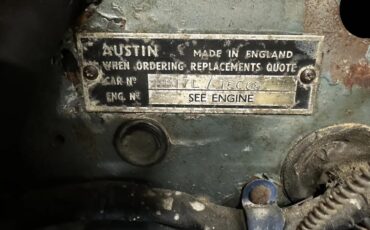 AUSTIN MADE IN ENGLAND
WHEN ORDERING REPLACEMENTS QUOTE
CAR Nº
ENG. Nº SEE ENGINE